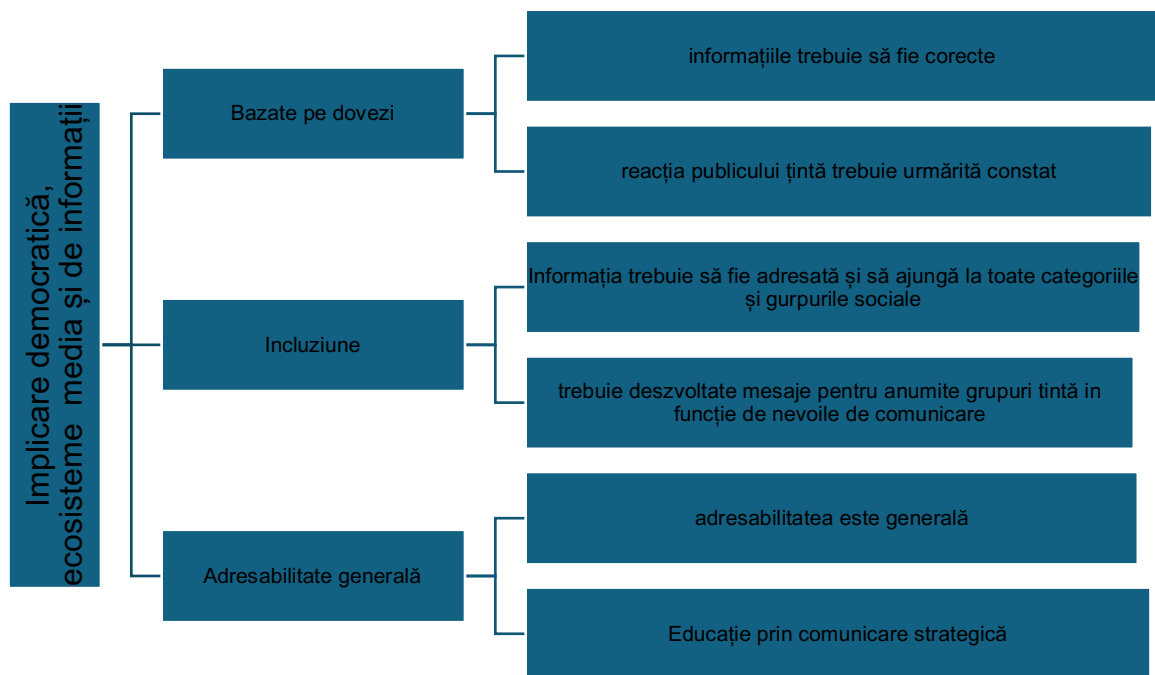 Implicare democratică,
ecosisteme media și de informații
Bazate pe dovezi
informațiile trebuie să fie corecte
reacția publicului țintă trebuie urmărită constat
Incluziune
Informația trebuie să fie adresată și să ajungă la toate categoriile
și gurpurile sociale
trebuie deszvoltate mesaje pentru anumite grupuri tintă in
funcție de nevoile de comunicare
Adresabilitate generală
adresabilitatea este generală
Educație prin comunicare strategică